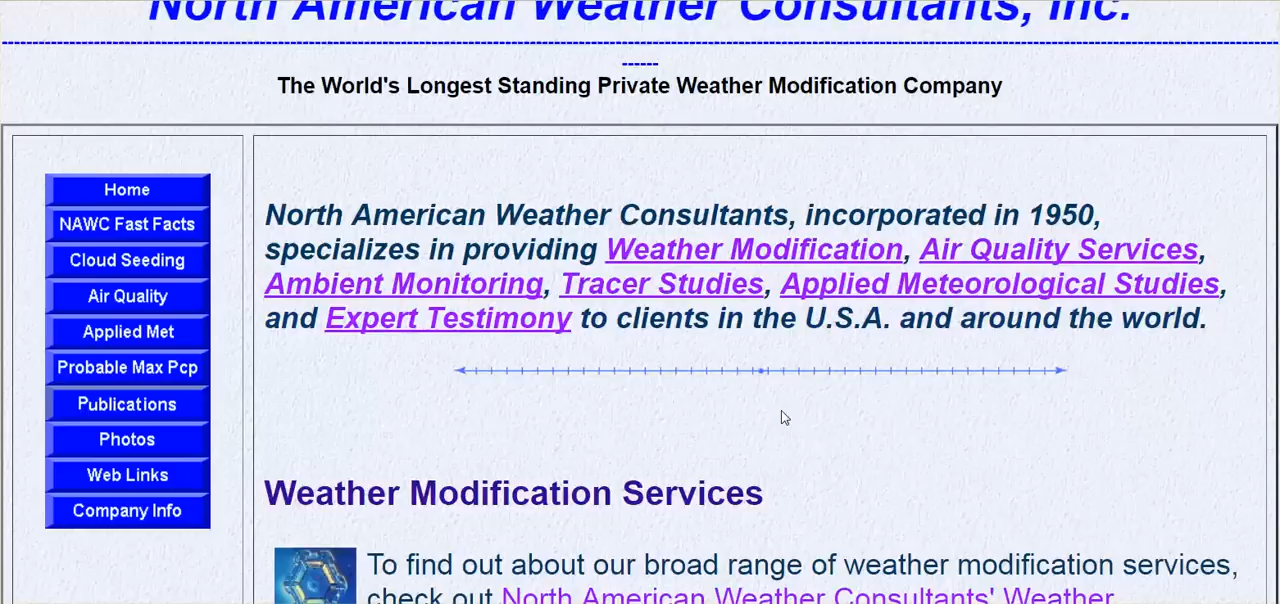 North American Weather Consultants, Inc.
The World's Longest Standing Private Weather Modification Company
Home
NAWC Fast Facts
Cloud Seeding
Air Quality
Applied Met
Probable Max Pcp
Publications
Photos
Web Links
Company Info
North American Weather Consultants, incorporated in 1950,
specializes in providing Weather Modification, Air Quality Services,
Ambient Monitoring, Tracer Studies, Applied Meteorological Studies,
and Expert Testimony to clients in the U.S.A. and around the world.
Weather Modification Services
To find out about our broad range of weather modification services,
check out North American Weather Consultants' Weather